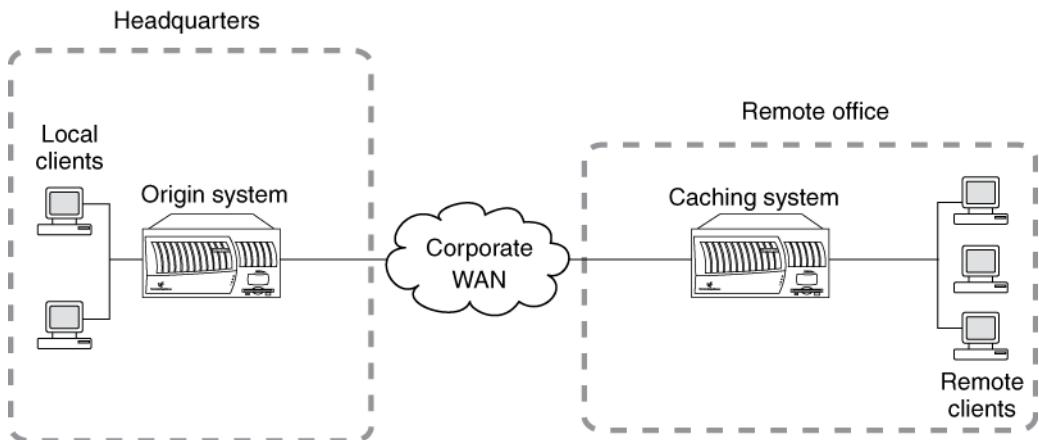 Headquarters
Remote office
Local
clients
Origin system
Corporate
WAN
Caching system
Remote
clients